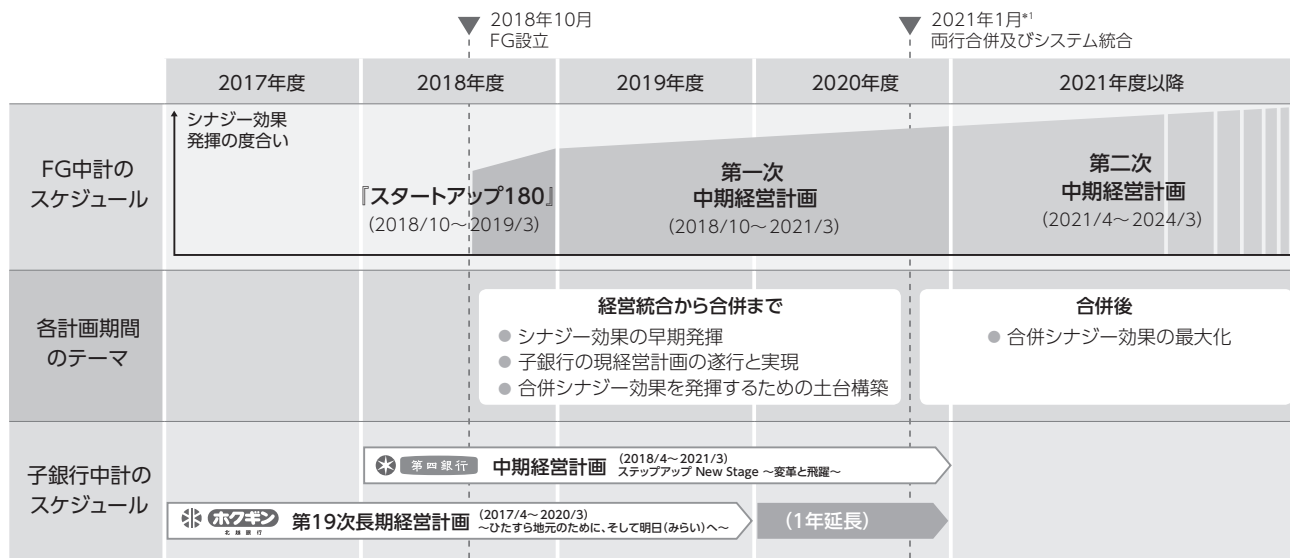 2018年10月
FG設立
2021年1月*1
両行合併及びシステム統合
2017年度
2018年度
2019年度
2020年度
2021年度以降
FG中計の
スケジュール
シナジー効果
発揮の度合い
『スタートアップ180』
(2018/10～2019/3)
第一次
中期経営計画
(2018/10～2021/3)
第二次
中期経営計画
(2021/4～2024/3)
各計画期間
のテーマ
経営統合から合併まで
● シナジー効果の早期発揮
● 子銀行の現経営計画の遂行と実現
● 合併シナジー効果を発揮するための土台構築
合併後
● 合併シナジー効果の最大化
子銀行中計の
スケジュール
第四銀行
中期経営計画
(2018/4～2021/3)
ステップアップ New Stage ～変革と飛躍～
ホクギン
北越銀行
第19次長期経営計画
(2017/4～2020/3)
～ひたすら地元のために、そして明日(みらい)へ～
(1年延長)